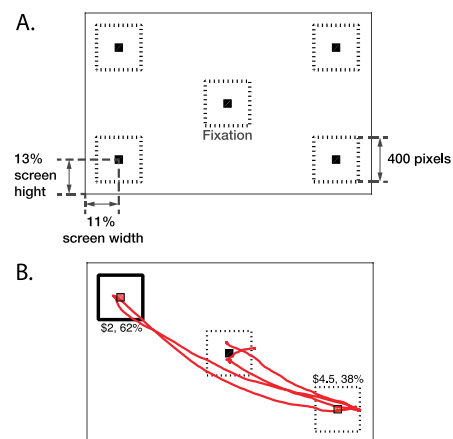 A.
Fixation
13%
screen
hight
400 pixels
11%
screen width
B.
$2, 62%
$4.5, 38%